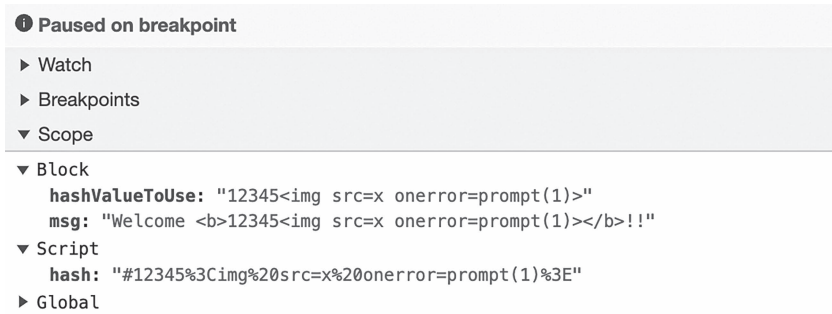 Paused on breakpoint
Watch
Breakpoints
Scope
Block
hashValueToUse: "12345<img src=x onerror=prompt(1)>"
msg: "Welcome <b>12345<img src=x onerror=prompt(1)></b>!!"
Script
hash: "#12345%3Cimg%20src=x%20onerror=prompt(1)%3E"
Global